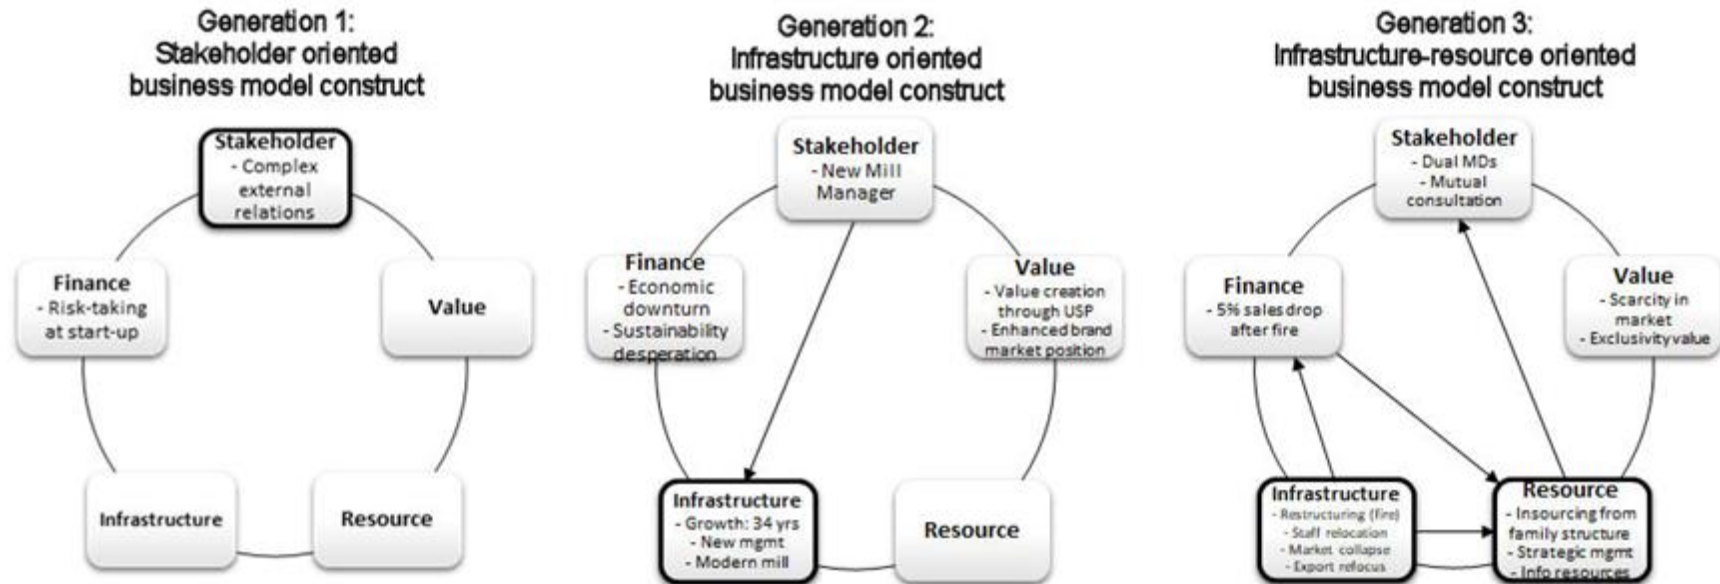 Generation 1:
Stakeholder oriented
business model construct
Stakeholder
- Complex
external
relations
Finance
- Risk-taking
at start-up
Value
Infrastructure
Resource
Generation 2:
Infrastructure oriented
business model construct
Stakeholder
- New Mill
Manager
Finance
- Economic
downturn
- Sustainability
desperation
Value
- Value creation
through USP
- Enhanced brand
market position
Infrastructure
- Growth: 34 yrs
- New mgmt
- Modern mill
Resource
Generation 3:
Infrastructure-resource oriented
business model construct
Stakeholder
- Dual MDs
- Mutual
consultation
Finance
- 5% sales drop
after fire
Value
- Scarcity in
market
- Exclusivity value
Infrastructure
- Restructuring (fire)
- Staff relocation
- Market collapse
- Export refocus
Resource
- Insourcing from
family structure
- Strategic mgmt
- Info resources